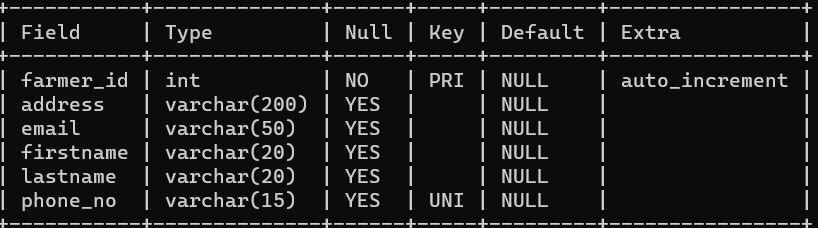 +-----------+--------------+------+-----+---------+----------------+
| Field     | Type         | Null | Key | Default | Extra          |
+-----------+--------------+------+-----+---------+----------------+
| farmer_id | int          | NO   | PRI | NULL    | auto_increment |
| address   | varchar(200) | YES  |     | NULL    |                |
| email     | varchar(50)  | YES  |     | NULL    |                |
| firstname | varchar(20)  | YES  |     | NULL    |                |
| lastname  | varchar(20)  | YES  |     | NULL    |                |
| phone_no  | varchar(15)  | YES  | UNI | NULL    |                |
+-----------+--------------+------+-----+---------+----------------+